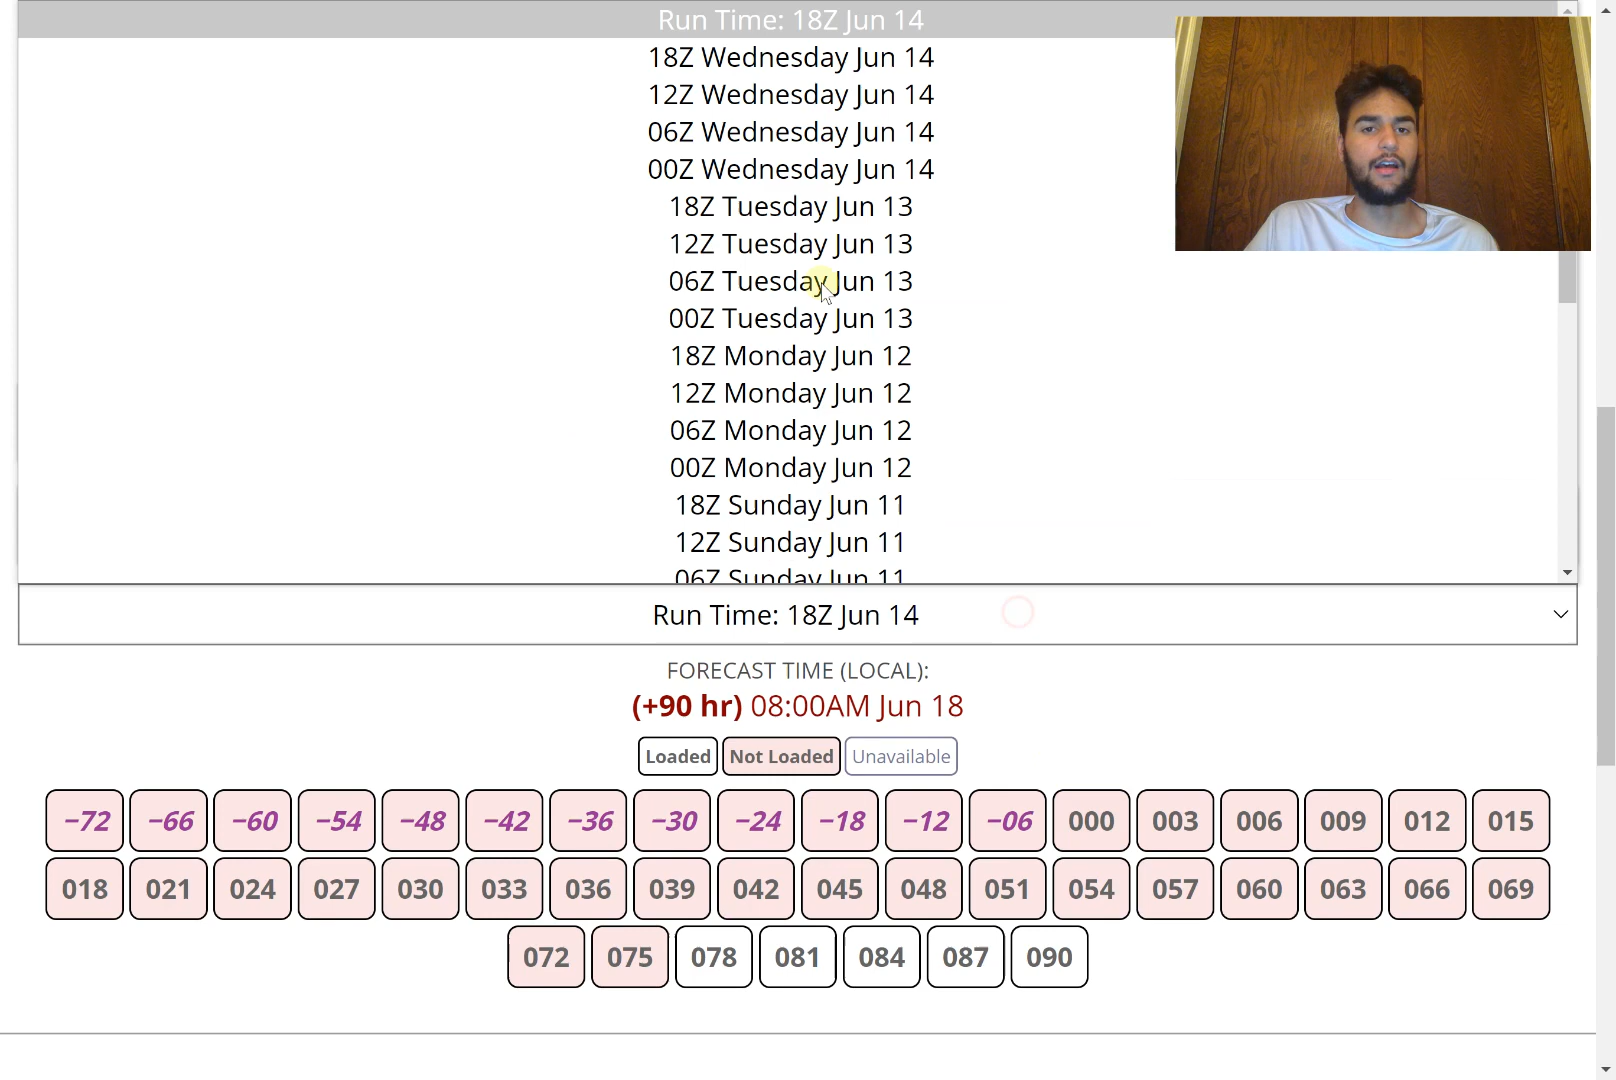 Run Time: 18Z Jun 14
18Z Wednesday Jun 14
12Z Wednesday Jun 14
06Z Wednesday Jun 14
00Z Wednesday Jun 14
18Z Tuesday Jun 13
12Z Tuesday Jun 13
06Z Tuesday Jun 13
00Z Tuesday Jun 13
18Z Monday Jun 12
12Z Monday Jun 12
06Z Monday Jun 12
00Z Monday Jun 12
18Z Sunday Jun 11
12Z Sunday Jun 11
06Z Sunday Jun 11
Run Time: 18Z Jun 14
FORECAST TIME (LOCAL):
(+90 hr) 08:00AM Jun 18
Loaded Not Loaded Unavailable
−72 −66 −60 −54 −48 −42 −36 −30 −24 −18 −12 −06 000 003 006 009 012 015
018 021 024 027 030 033 036 039 042 045 048 051 054 057 060 063 066 069
072 075 078 081 084 087 090